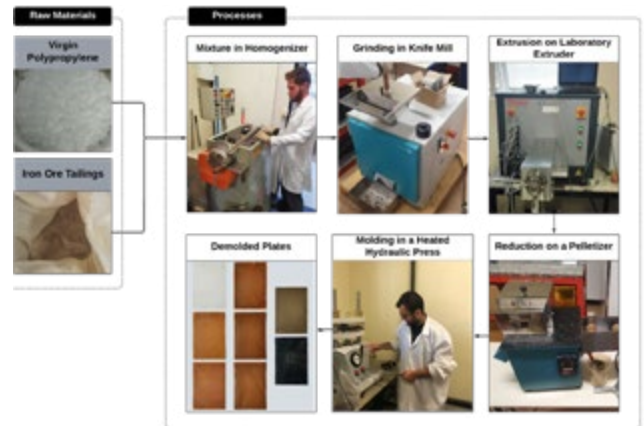 Raw Materials
Processes
Virgin
Polypropylene
Mixture in Homogenizer
Grinding in Knife Mill
Extrusion on Laboratory
Extruder
Iron Ore Tailings
Demolded Plates
Molding in a Heated
Hydraulic Press
Reduction on a Pelletizer